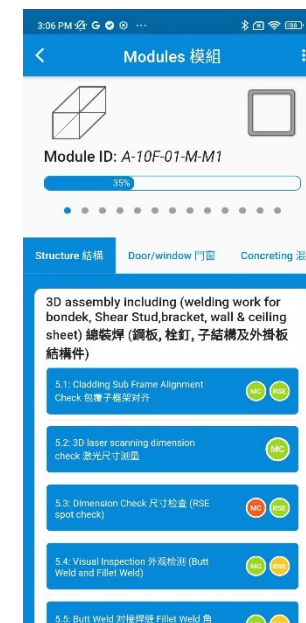 3:06 PM
Modules 模組
Module ID: A-10F-01-M-M1
35%
Structure 結構 Door/window 門窗 Concreting 混
3D assembly including (welding work for
bondek, Shear Stud,bracket, wall & ceiling
sheet) 總裝焊 (鋼板, 栓釘, 子結構及外掛板
結構件)
5.1: Cladding Sub Frame Alignment
Check 包覆子框架对齐
MC RSE
5.2: 3D laser scanning dimension
check 激光尺寸測量
MC
5.3: Dimension Check 尺寸检查 (RSE
spot check)
MC RSE
5.4: Visual Inspection 外观检测 (Butt
Weld and Fillet Weld)
MC RSE
5.5: Butt Weld 对接焊缝 Fillet Weld 角